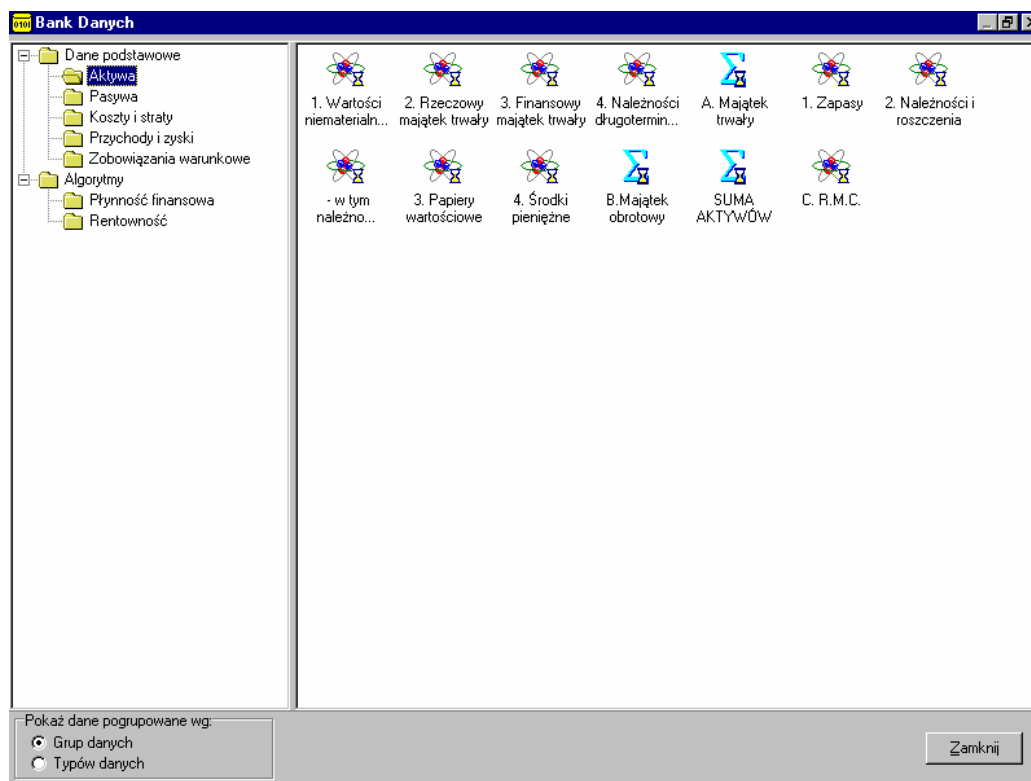 Bank Danych
Dane podstawowe
Aktywa
Pasywa
Koszty i straty
Przychody i zyski
Zobowiązania warunkowe
Algorytmy
Płynność finansowa
Rentowność
1. Wartości
niematerialn...
2. Rzeczowy
majątek trwały
3. Finansowy
majątek trwały
4. Należności
długotermin...
A. Majątek
trwały
1. Zapasy
2. Należności i
roszczenia
- w tym
należno...
3. Papiery
wartościowe
4. Środki
pieniężne
B.Majątek
obrotowy
SUMA
AKTYWÓW
C. R.M.C.
Pokaż dane pogrupowane wg:
Grup danych
Typów danych
Zamknij